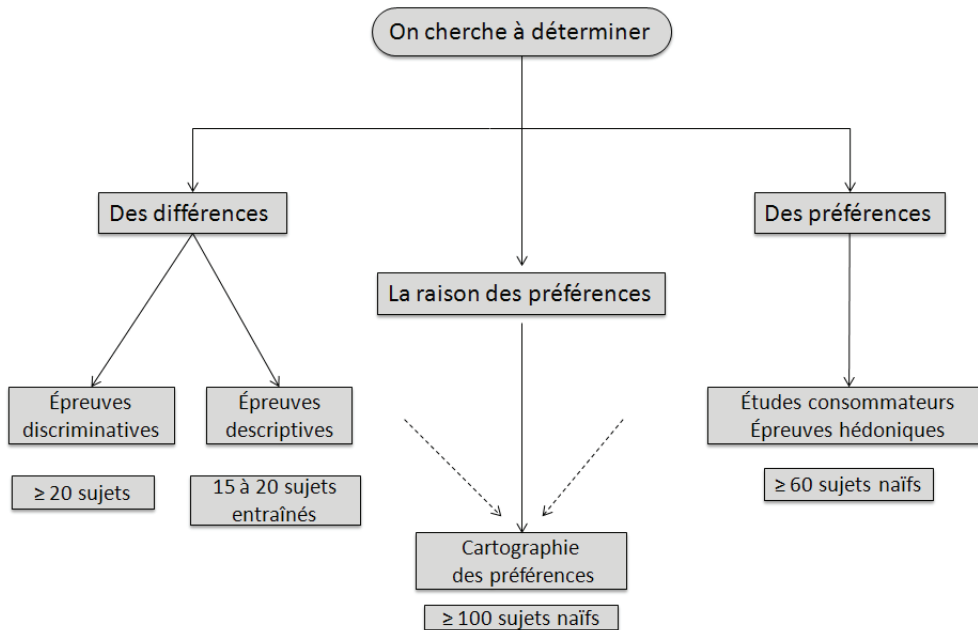 On cherche à déterminer
Des différences
Des préférences
La raison des préférences
Épreuves
discriminatives
Épreuves
descriptives
Études consommateurs
Épreuves hédoniques
≥ 20 sujets
15 à 20 sujets
entraînés
≥ 60 sujets naïfs
Cartographie
des préférences
≥ 100 sujets naïfs